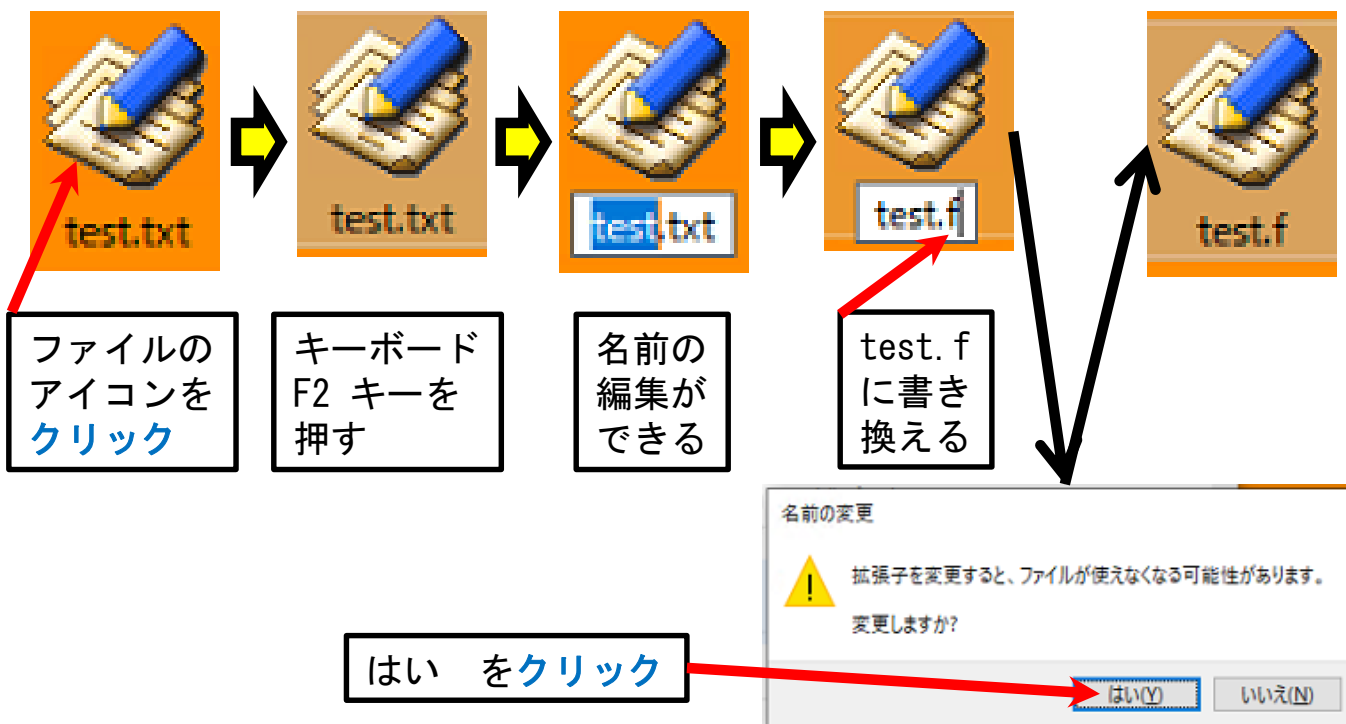 test.txt
test.txt
test.txt
test.f
test.f
ファイルの
アイコンを
クリック
キーボード
F2 キーを
押す
名前の
編集が
できる
test.f
に書き
換える
名前の変更
拡張子を変更すると、ファイルが使えなくなる可能性があります。
変更しますか?
はい　をクリック
はい(Y)
いいえ(N)